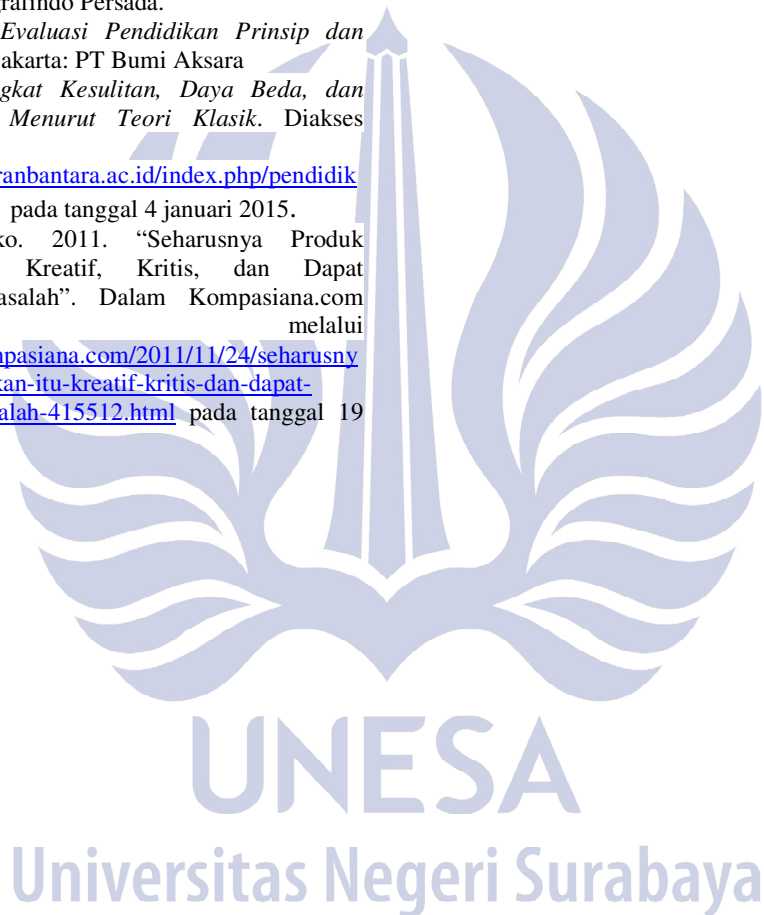 grafindo Persada.
Evaluasi Pendidikan Prinsip dan
akarta: PT Bumi Aksara
gkat Kesulitan, Daya Beda, dan
Menurut Teori Klasik. Diakses
ranbantara.ac.id/index.php/pendidik
pada tanggal 4 januari 2015.
ko. 2011. “Seharusnya Produk
Kreatif, Kritis, dan Dapat
asalah”. Dalam Kompasiana.com
melalui
mpasiana.com/2011/11/24/seharusny
kan-itu-kreatif-kritis-dan-dapat-
alah-415512.html pada tanggal 19
UNESA
Universitas Negeri Surabaya